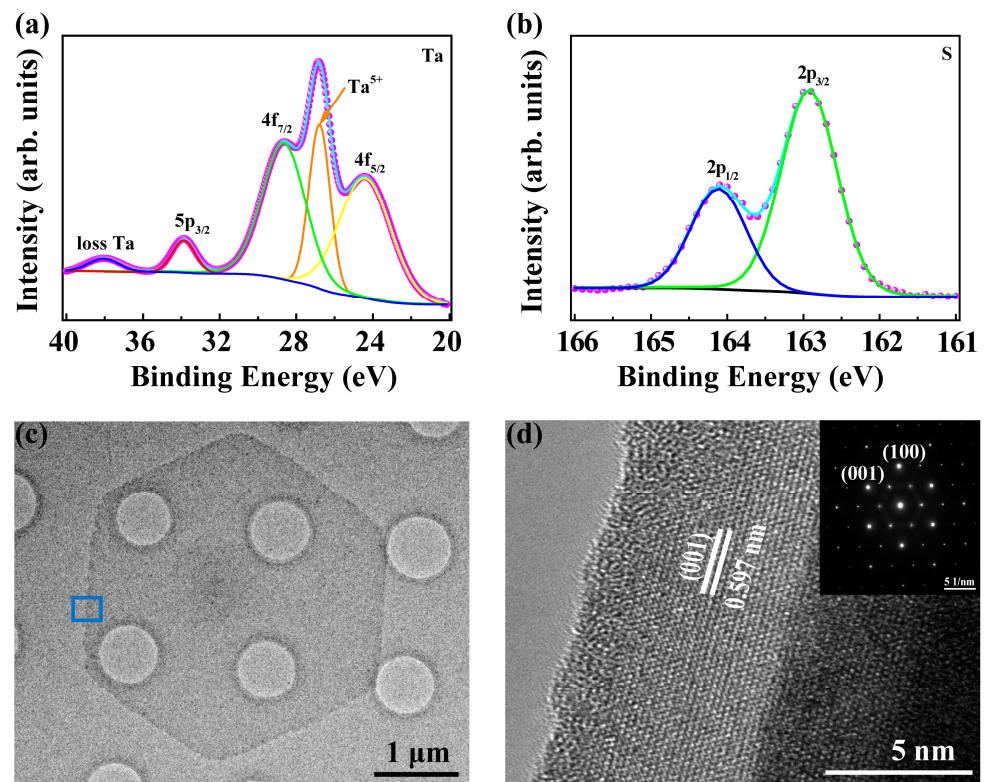 (a)
Ta
Intensity (arb. units)
loss Ta
5p3/2
4f7/2
Ta5+
4f5/2
40 36 32 28 24 20
Binding Energy (eV)
(b)
S
Intensity (arb. units)
2p1/2
2p3/2
166 165 164 163 162 161
Binding Energy (eV)
(c)
1 μm
(d)
(001)
0.597 nm
(100)
(001)
5 1/nm
5 nm